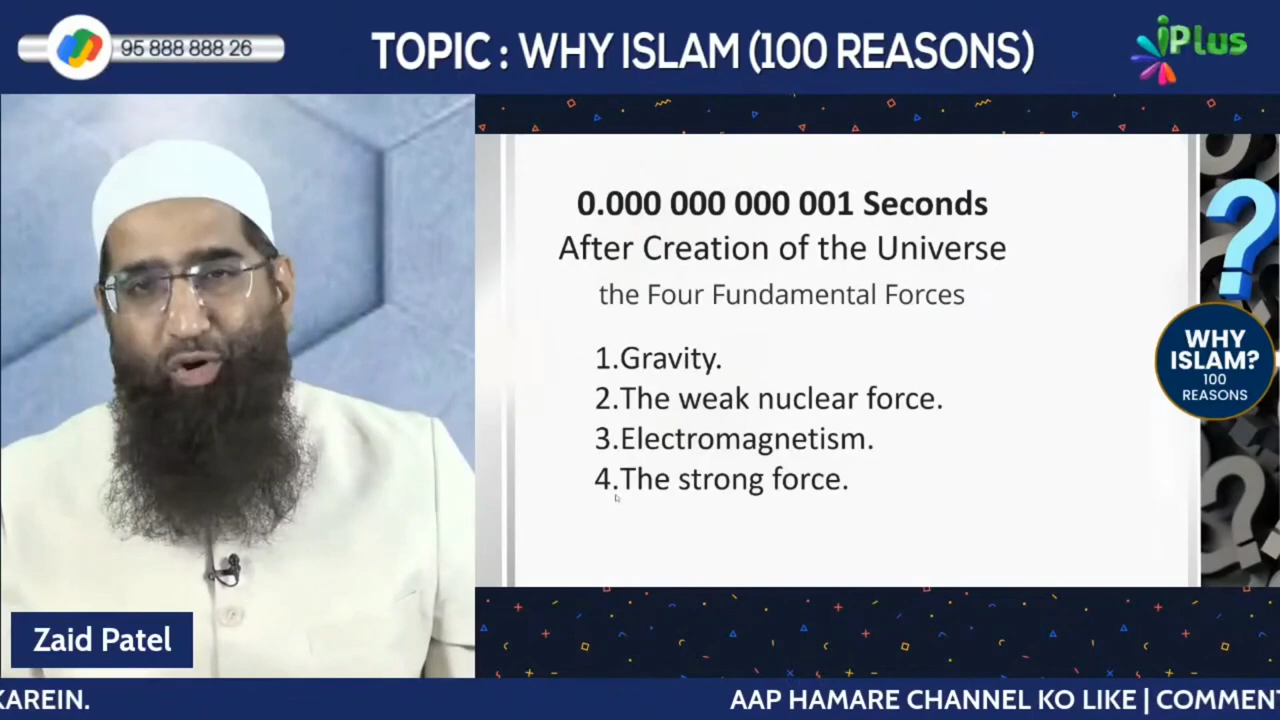 95 888 888 26
TOPIC : WHY ISLAM (100 REASONS)
iPlus
0.000 000 000 001 Seconds
After Creation of the Universe
the Four Fundamental Forces
1.Gravity.
2.The weak nuclear force.
3.Electromagnetism.
4.The strong force.
WHY
ISLAM?
100
REASONS
Zaid Patel
KAREIN.
AAP HAMARE CHANNEL KO LIKE | COMMENT